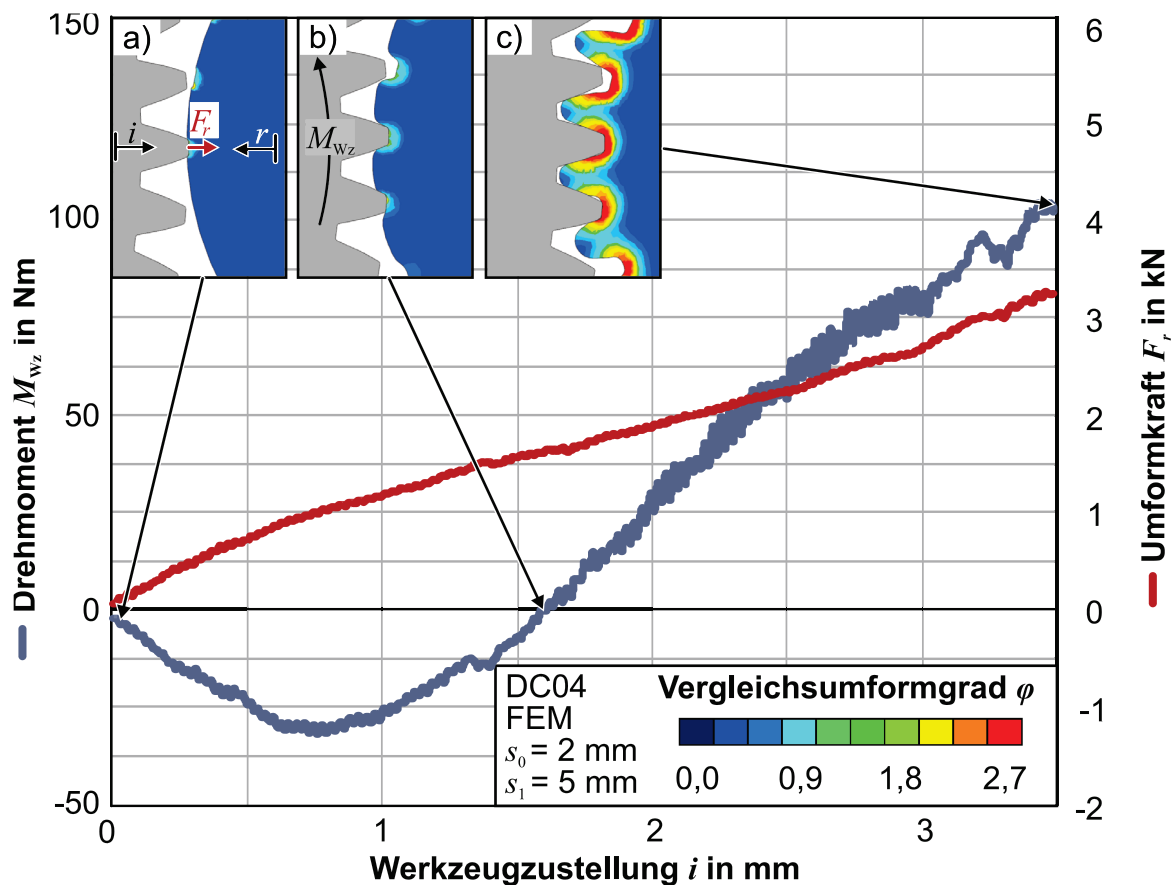 a)
b)
c)
i
F_r
r
M_Wz
150
100
50
0
-50
Drehmoment M_Wz in Nm
6
5
4
3
2
1
0
-1
-2
Umformkraft F_r in kN
DC04
FEM
s_0 = 2 mm
s_1 = 5 mm
Vergleichsumformgrad φ
0,0 0,9 1,8 2,7
0 1 2 3
Werkzeugzustellung i in mm